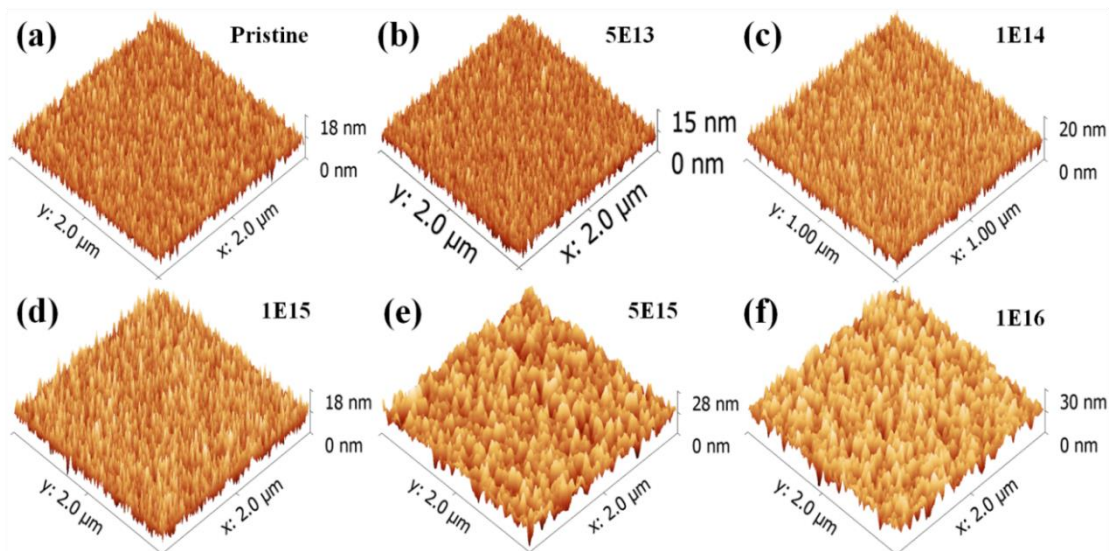 (a)
Pristine
18 nm
0 nm
y: 2.0 µm
x: 2.0 µm
(b)
5E13
15 nm
0 nm
y: 2.0 µm
x: 2.0 µm
(c)
1E14
20 nm
0 nm
y: 1.00 µm
x: 1.00 µm
(d)
1E15
18 nm
0 nm
y: 2.0 µm
x: 2.0 µm
(e)
5E15
28 nm
0 nm
y: 2.0 µm
x: 2.0 µm
(f)
1E16
30 nm
0 nm
y: 2.0 µm
x: 2.0 µm